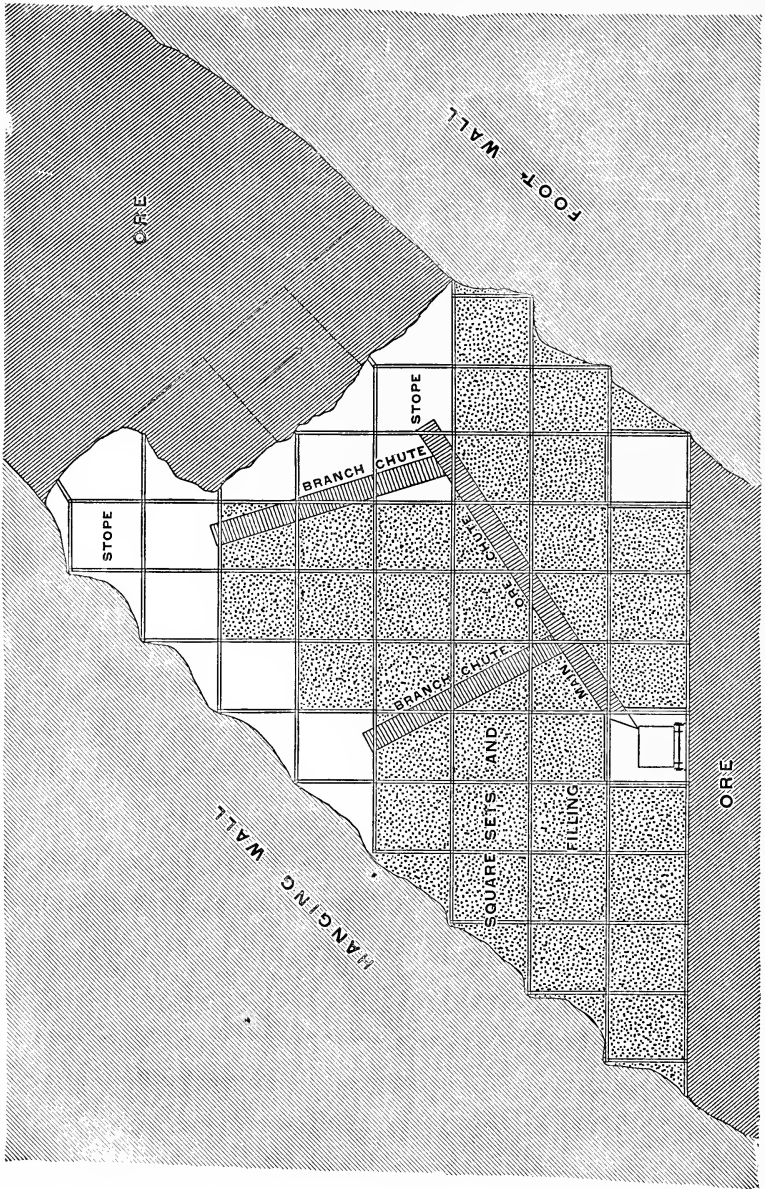 FOOT WALL
ORE
STOPE
BRANCH CHUTE
STOPE
MAIN ORE CHUTE
BRANCH CHUTE
SQUARE SETS AND
FILLING
ORE
HANGING WALL